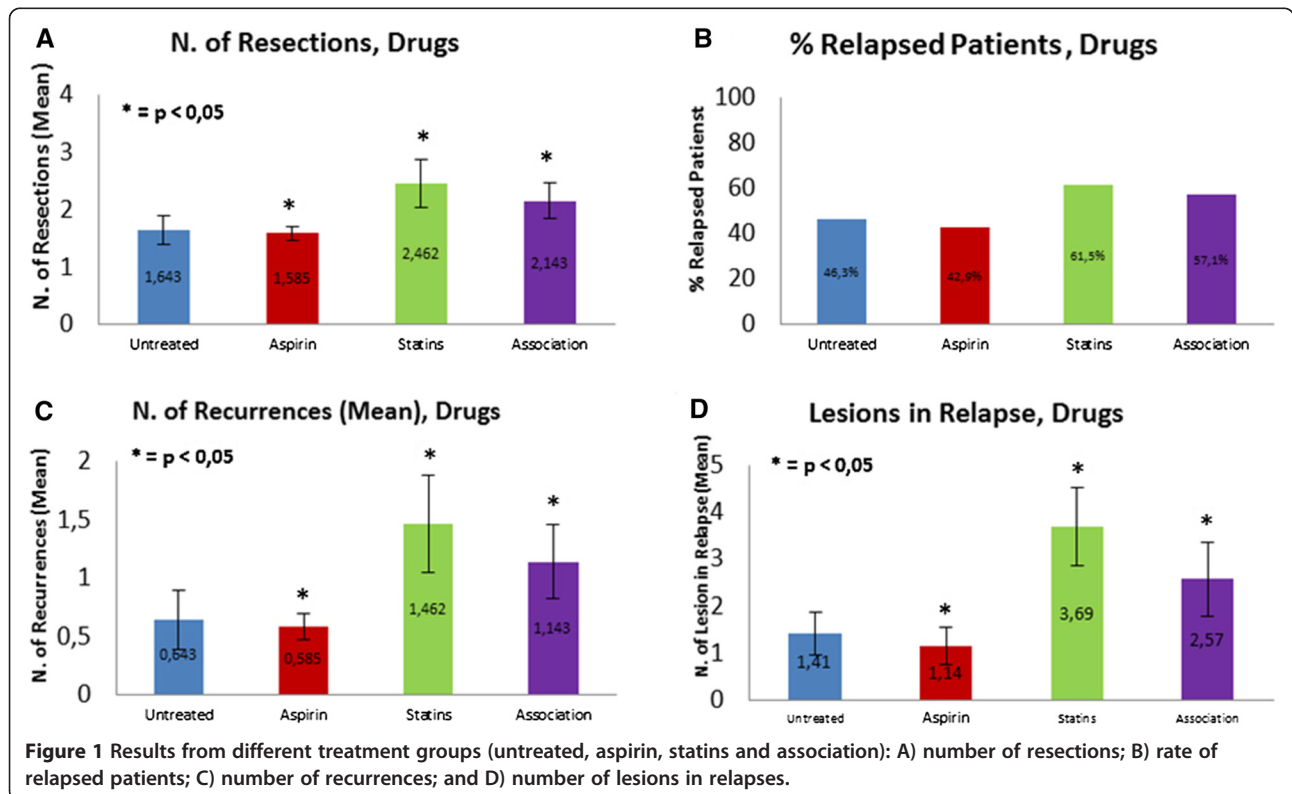 A
N. of Resections, Drugs
N. of Resections (Mean)
4
3
2
1
0
* = p < 0,05
*
*
*
1,643
1,585
2,462
2,143
Untreated
Aspirin
Statins
Association
B
% Relapsed Patients, Drugs
% Relapsed Patienst
100
80
60
40
20
0
46,3%
42,9%
61,5%
57,1%
Untreated
Aspirin
Statins
Association
C
N. of Recurrences (Mean), Drugs
N. of Recurrences (Mean)
2
1,5
1
0,5
0
* = p < 0,05
*
*
*
0,643
0,585
1,462
1,143
Untreated
Aspirin
Statins
Association
D
Lesions in Relapse, Drugs
N. of Lesion in Relapse (Mean)
5
4
3
2
1
0
* = p < 0,05
*
*
*
1,41
1,14
3,69
2,57
Untreated
Aspirin
Statins
Association
Figure 1 Results from different treatment groups (untreated, aspirin, statins and association): A) number of resections; B) rate of
relapsed patients; C) number of recurrences; and D) number of lesions in relapses.